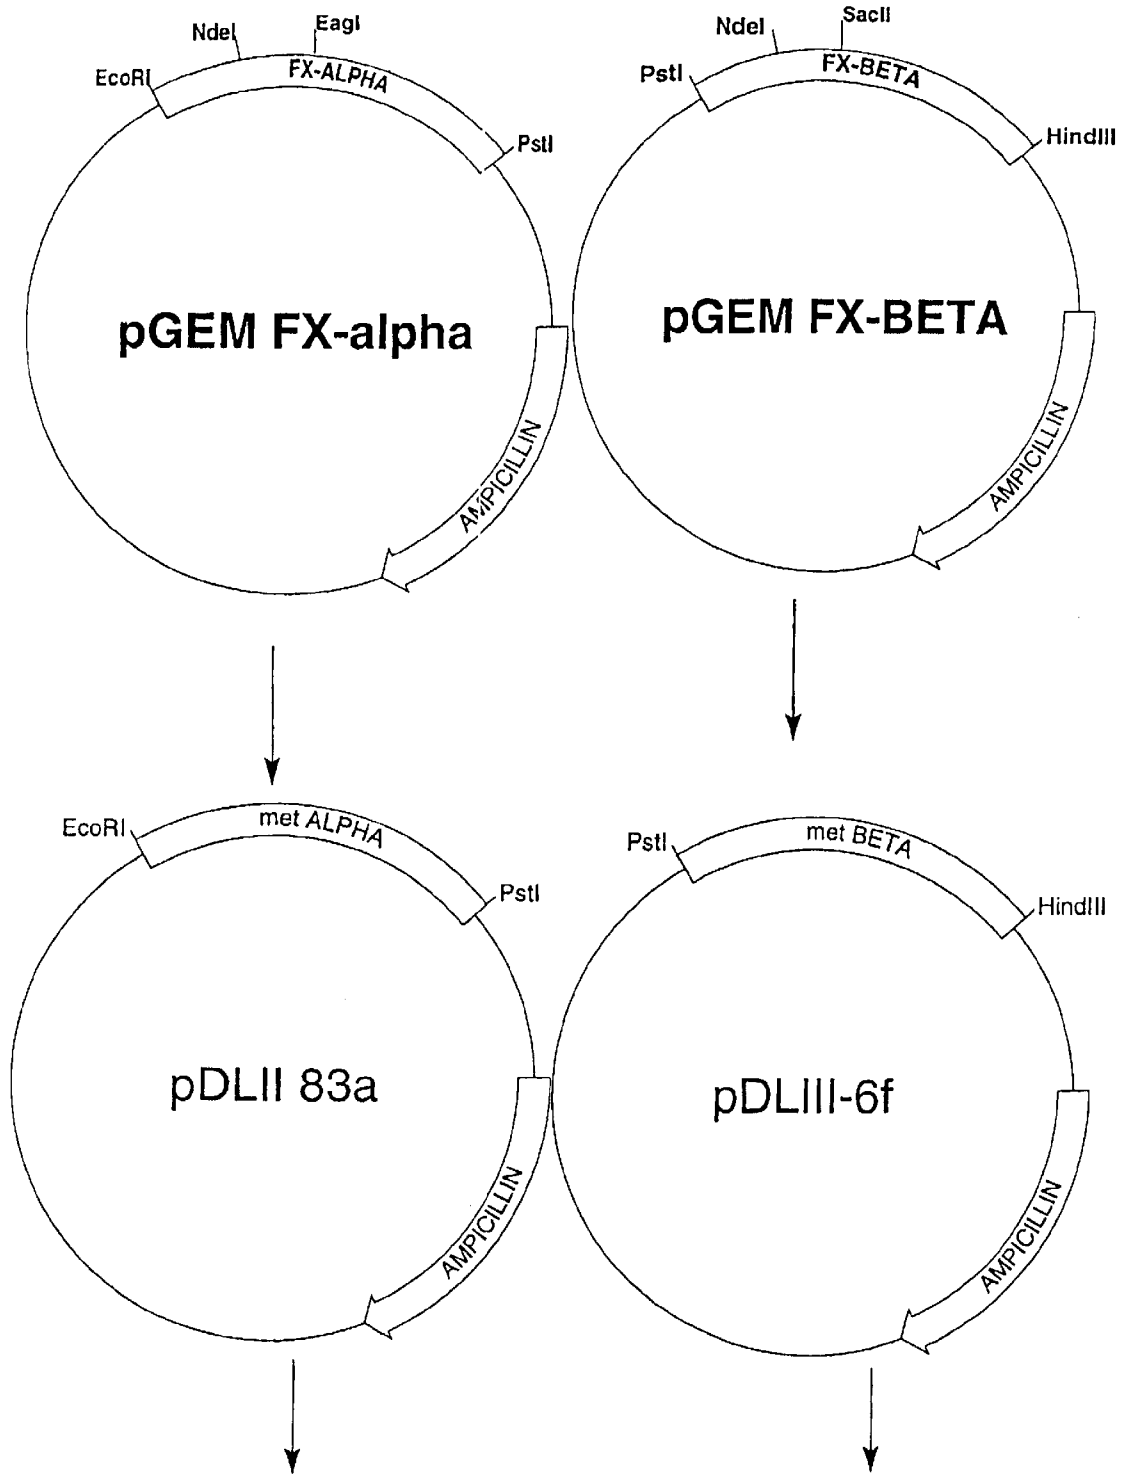 NdeI
EagI
EcoRI
FX-ALPHA
PstI
pGEM FX-alpha
AMPICILLIN
NdeI
SacII
PstI
FX-BETA
HindIII
pGEM FX-BETA
AMPICILLIN
EcoRI
met ALPHA
PstI
pDLII 83a
AMPICILLIN
PstI
met BETA
HindIII
pDLIII-6f
AMPICILLIN